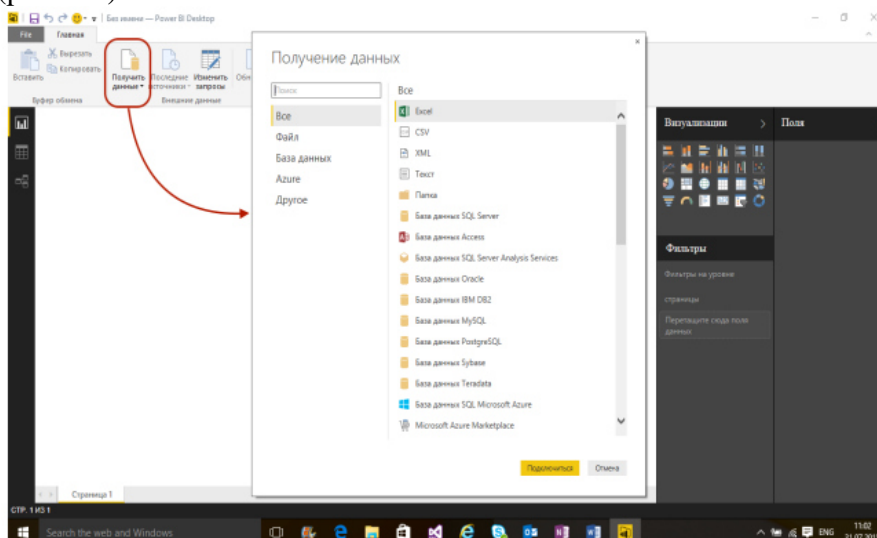 Без имени — Power BI Desktop
File
Главная
Вставить
Вырезать
Копировать
Получить данные
Последние источники
Изменить запросы
Буфер обмена
Внешние данные
Получение данных
Поиск
Все
Файл
База данных
Azure
Другое
Все
Excel
CSV
XML
Текст
Папка
База данных SQL Server
База данных Access
База данных SQL Server Analysis Services
База данных Oracle
База данных IBM DB2
База данных MySQL
База данных PostgreSQL
База данных Sybase
База данных Teradata
База данных SQL Microsoft Azure
Microsoft Azure Marketplace
Подключиться
Отмена
Визуализации
Поля
Фильтры
Фильтры на уровне
страницы
Перетащите сюда поля
данных
Страница 1
СТР. 1 ИЗ 1
Search the web and Windows
ENG
11:02